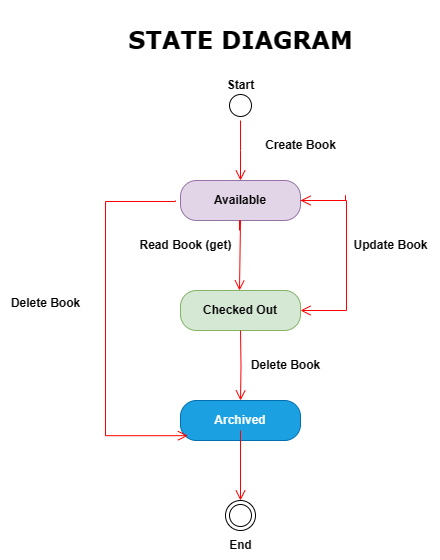 STATE DIAGRAM
Start
Create Book
Available
Read Book (get)
Update Book
Delete Book
Checked Out
Delete Book
Archived
End